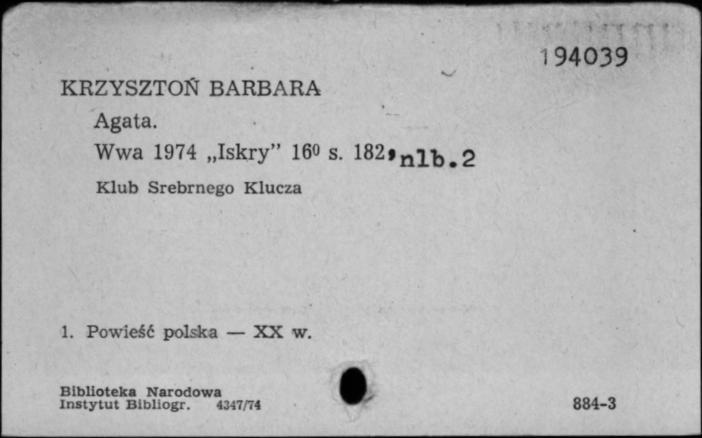 194039
KRZYSZTOŃ BARBARA
Agata.
Wwa 1974 „Iskry” 16⁰ s. 182, nlb.2
Klub Srebrnego Klucza
1. Powieść polska — XX w.
Biblioteka Narodowa
Instytut Bibliogr. 4347/74
884-3